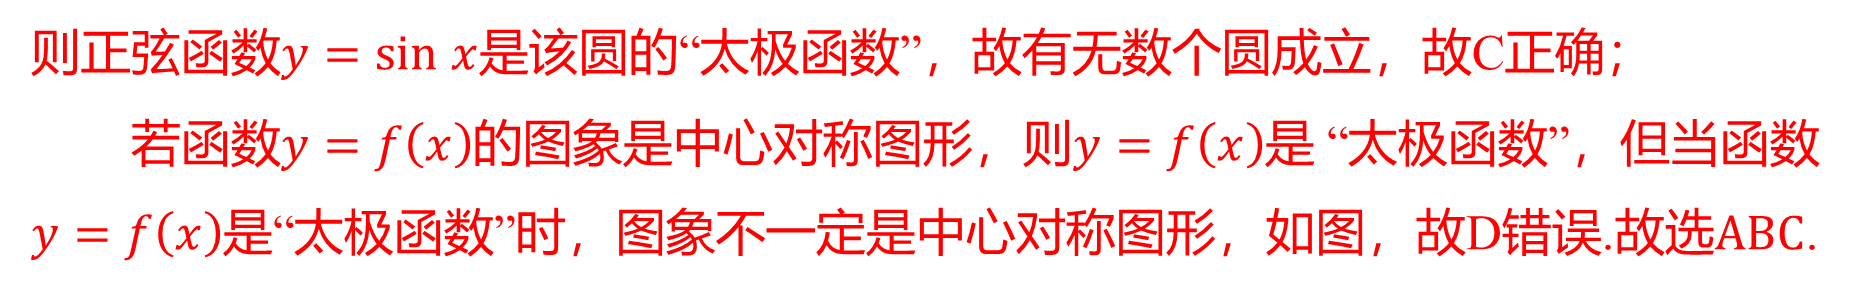 则正弦函数y = sin x是该圆的“太极函数”，故有无数个圆成立，故C正确；
若函数y = f(x)的图象是中心对称图形，则y = f(x)是 “太极函数”，但当函数
y = f(x)是“太极函数”时，图象不一定是中心对称图形，如图，故D错误.故选ABC.